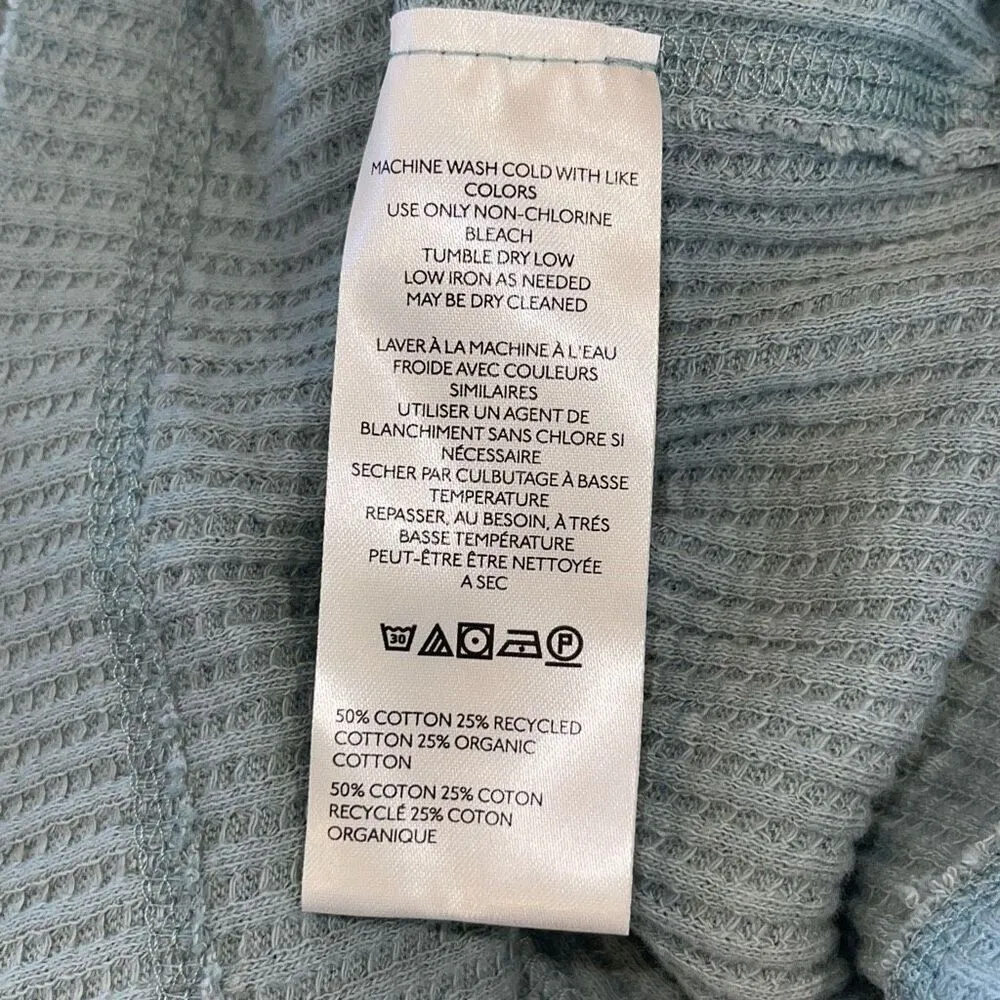 MACHINE WASH COLD WITH LIKE
COLORS
USE ONLY NON-CHLORINE
BLEACH
TUMBLE DRY LOW
LOW IRON AS NEEDED
MAY BE DRY CLEANED
LAVER À LA MACHINE À L'EAU
FROIDE AVEC COULEURS
SIMILAIRES
UTILISER UN AGENT DE
BLANCHIMENT SANS CHLORE SI
NÉCESSAIRE
SECHER PAR CULBUTAGE À BASSE
TEMPERATURE
REPASSER, AU BESOIN, À TRÉS
BASSE TEMPÉRATURE
PEUT-ÊTRE ÊTRE NETTOYÉE
A SEC
30 P
50% COTTON 25% RECYCLED
COTTON 25% ORGANIC
COTTON
50% COTON 25% COTON
RECYCLÉ 25% COTON
ORGANIQUE